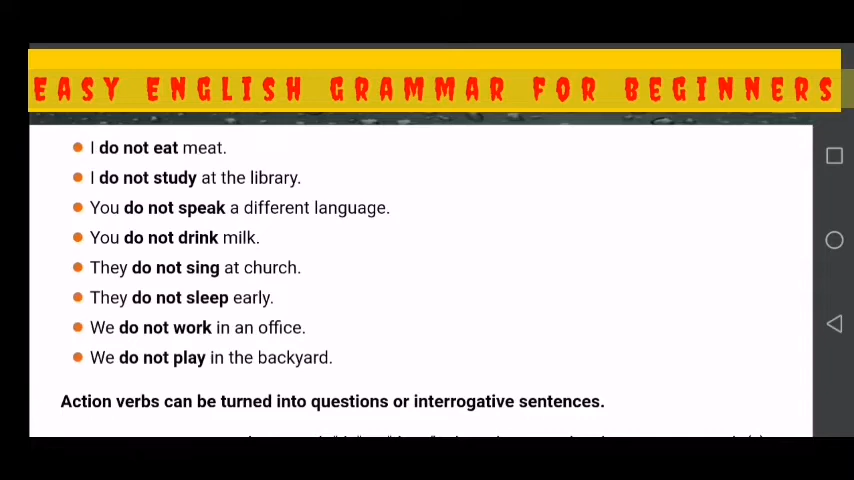 EASY ENGLISH GRAMMAR FOR BEGINNERS
I do not eat meat.
I do not study at the library.
You do not speak a different language.
You do not drink milk.
They do not sing at church.
They do not sleep early.
We do not work in an office.
We do not play in the backyard.
Action verbs can be turned into questions or interrogative sentences.